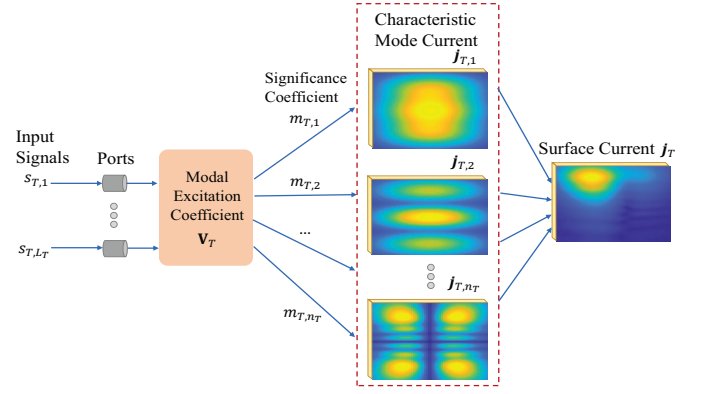 Characteristic
Mode Current
j_{T,1}
Significance
Coefficient
m_{T,1}
Input
Signals
Ports
s_{T,1}
Modal
Excitation
Coefficient
V_T
m_{T,2}
j_{T,2}
Surface Current j_T
...
s_{T,L_T}
j_{T,n_T}
m_{T,n_T}